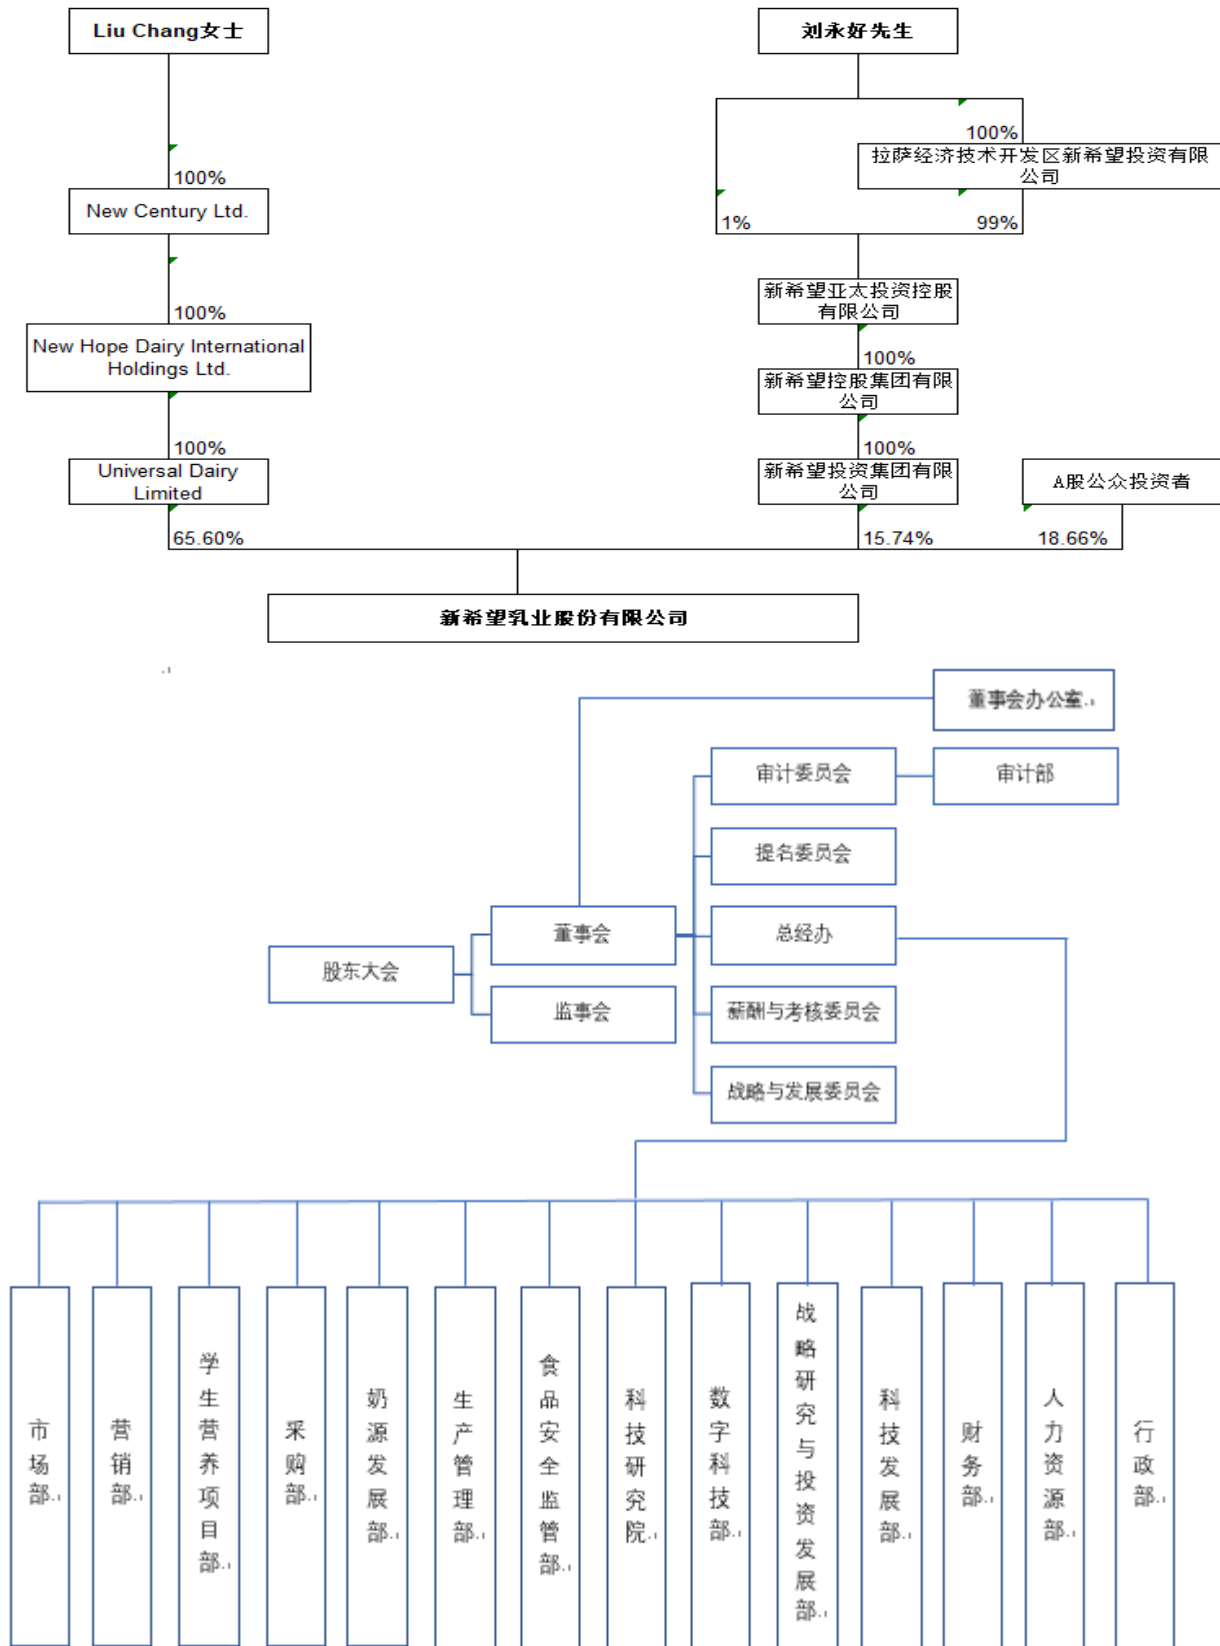 Liu Chang女士
刘永好先生
100%
100%
拉萨经济技术开发区新希望投资有限
公司
New Century Ltd.
1%
99%
新希望亚太投资控股
有限公司
100%
100%
New Hope Dairy International
Holdings Ltd.
新希望控股集团有限
公司
100%
100%
Universal Dairy
Limited
新希望投资集团有限
公司
A股公众投资者
65.60%
15.74%
18.66%
新希望乳业股份有限公司
董事会办公室
审计委员会
审计部
提名委员会
董事会
总经办
股东大会
监事会
薪酬与考核委员会
战略与发展委员会
市场部
营销部
学生营养项目部
采购部
奶源发展部
生产管理部
食品安全监管部
科技研究院
数字科技部
战略研究与投资发展部
科技发展部
财务部
人力资源部
行政部